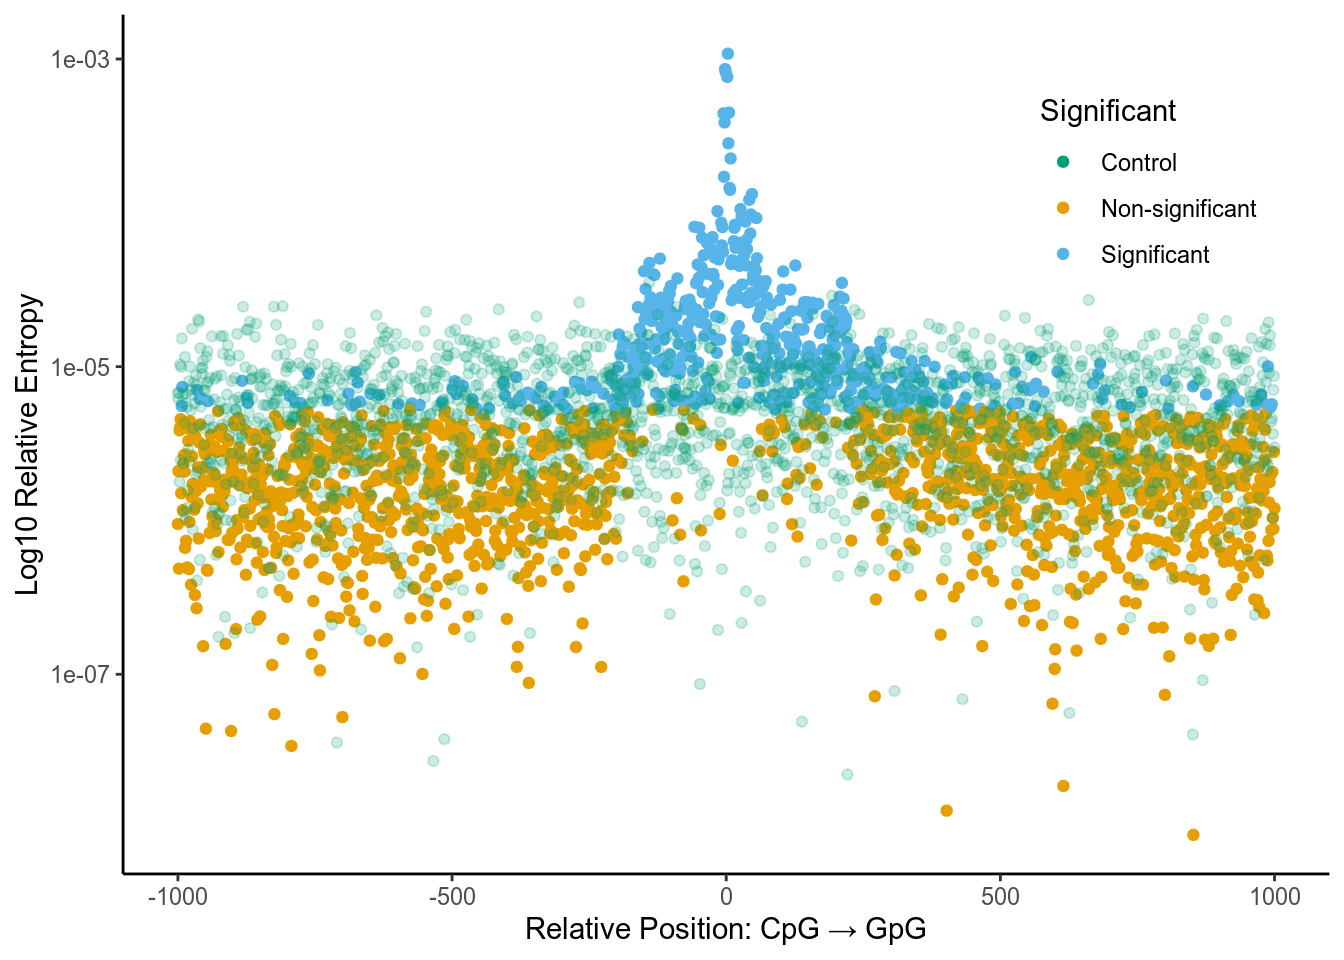 Log10 Relative Entropy
1e-03
1e-05
1e-07
Significant
Control
Non-significant
Significant
-1000
-500
0
500
1000
Relative Position: CpG → GpG